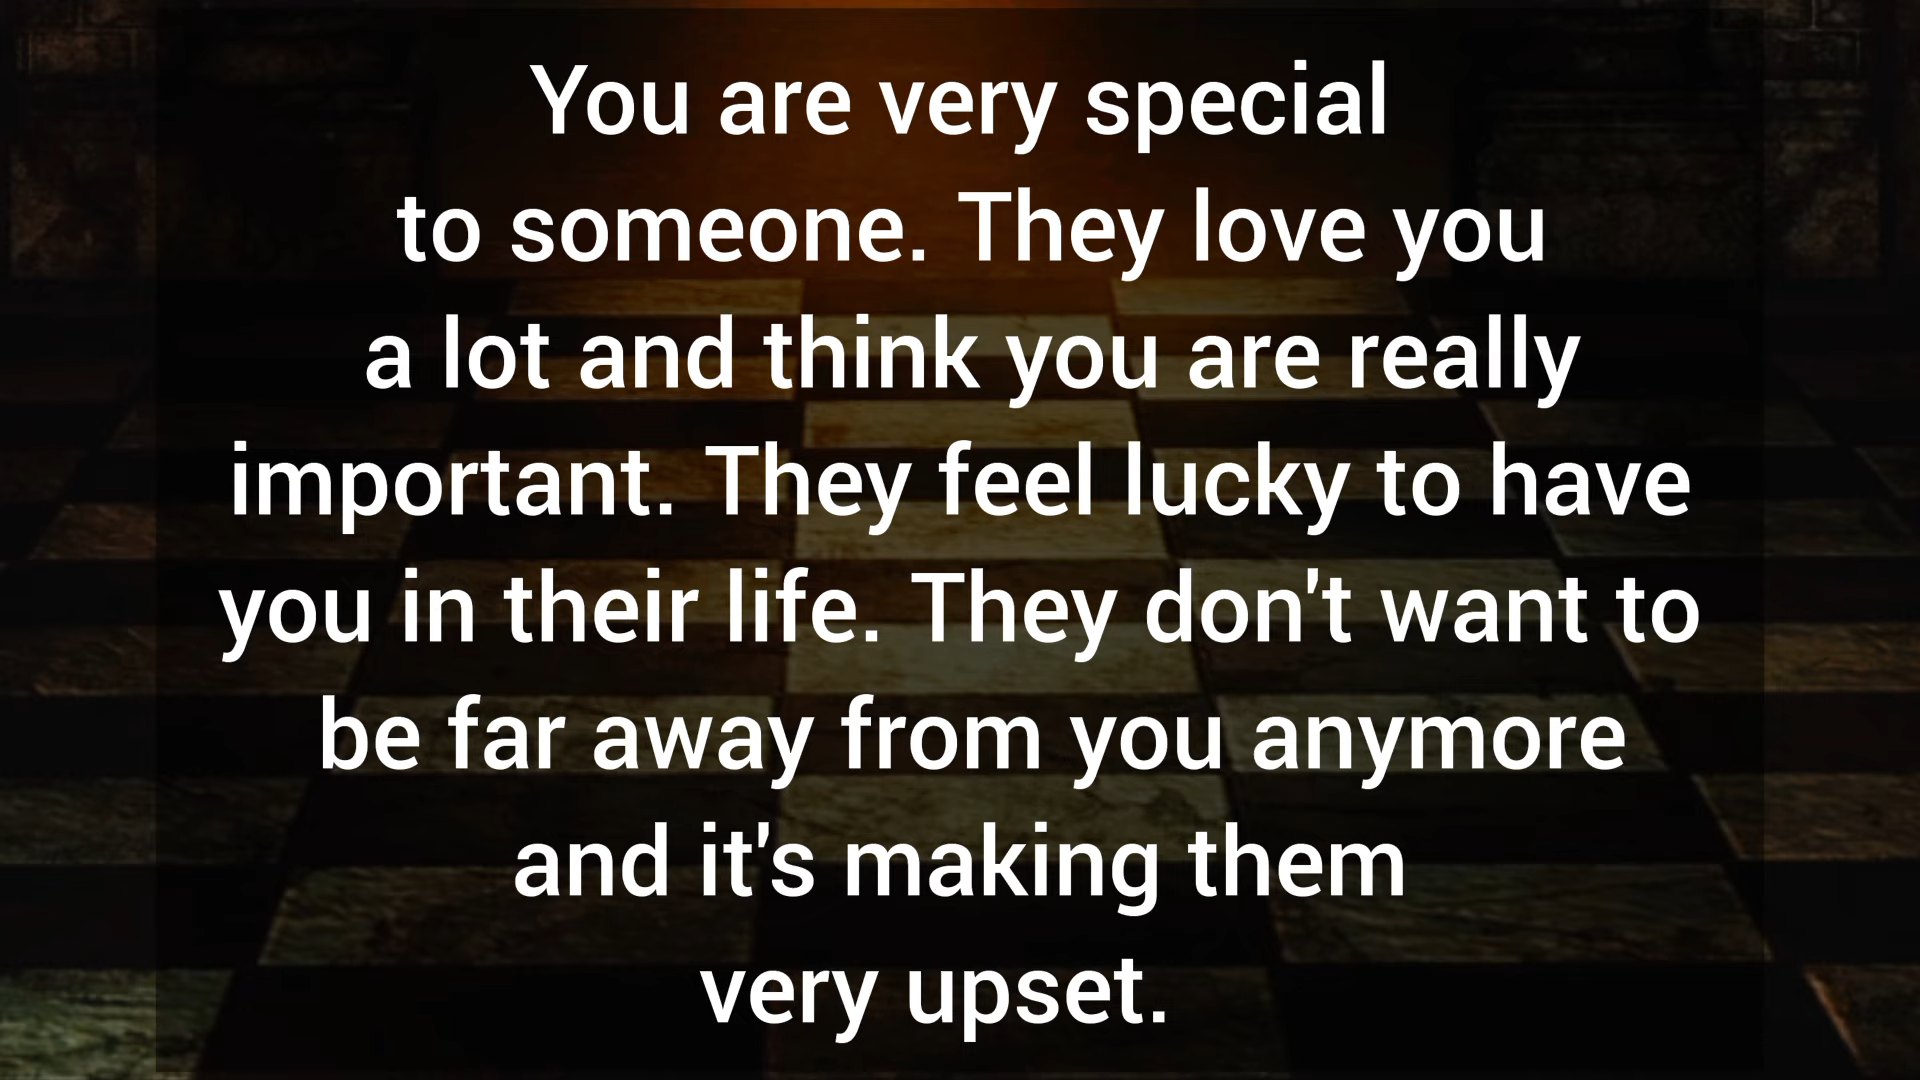 You are very special
to someone. They love you
a lot and think you are really
important. They feel lucky to have
you in their life. They don't want to
be far away from you anymore
and it's making them
very upset.